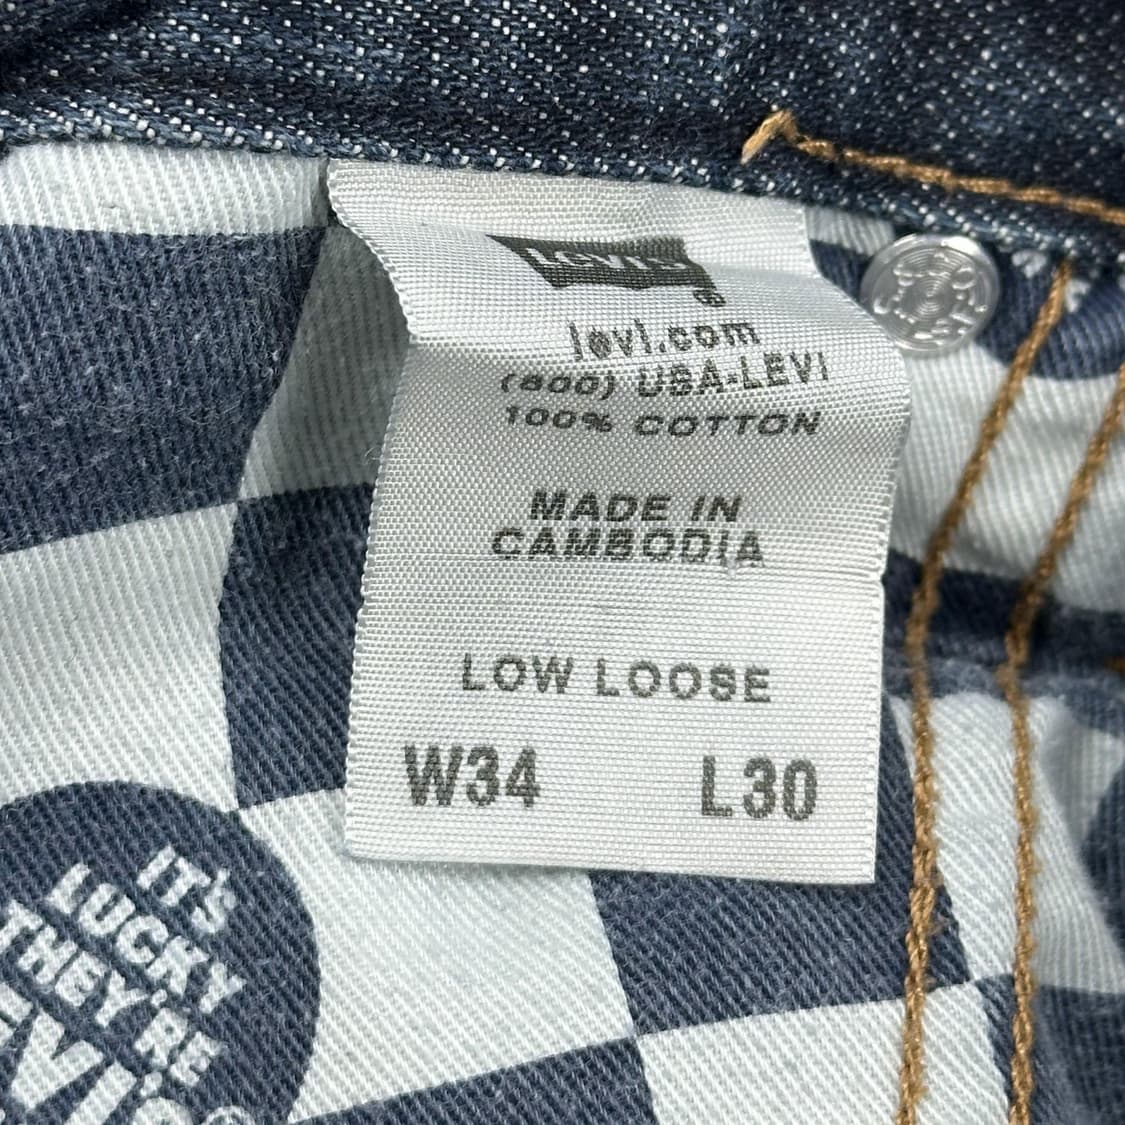 LEVI'S®
levi.com
(800) USA-LEVI
100% COTTON
MADE IN
CAMBODIA
LOW LOOSE
W34 L30
IT'S
LUCKY
THEY'RE